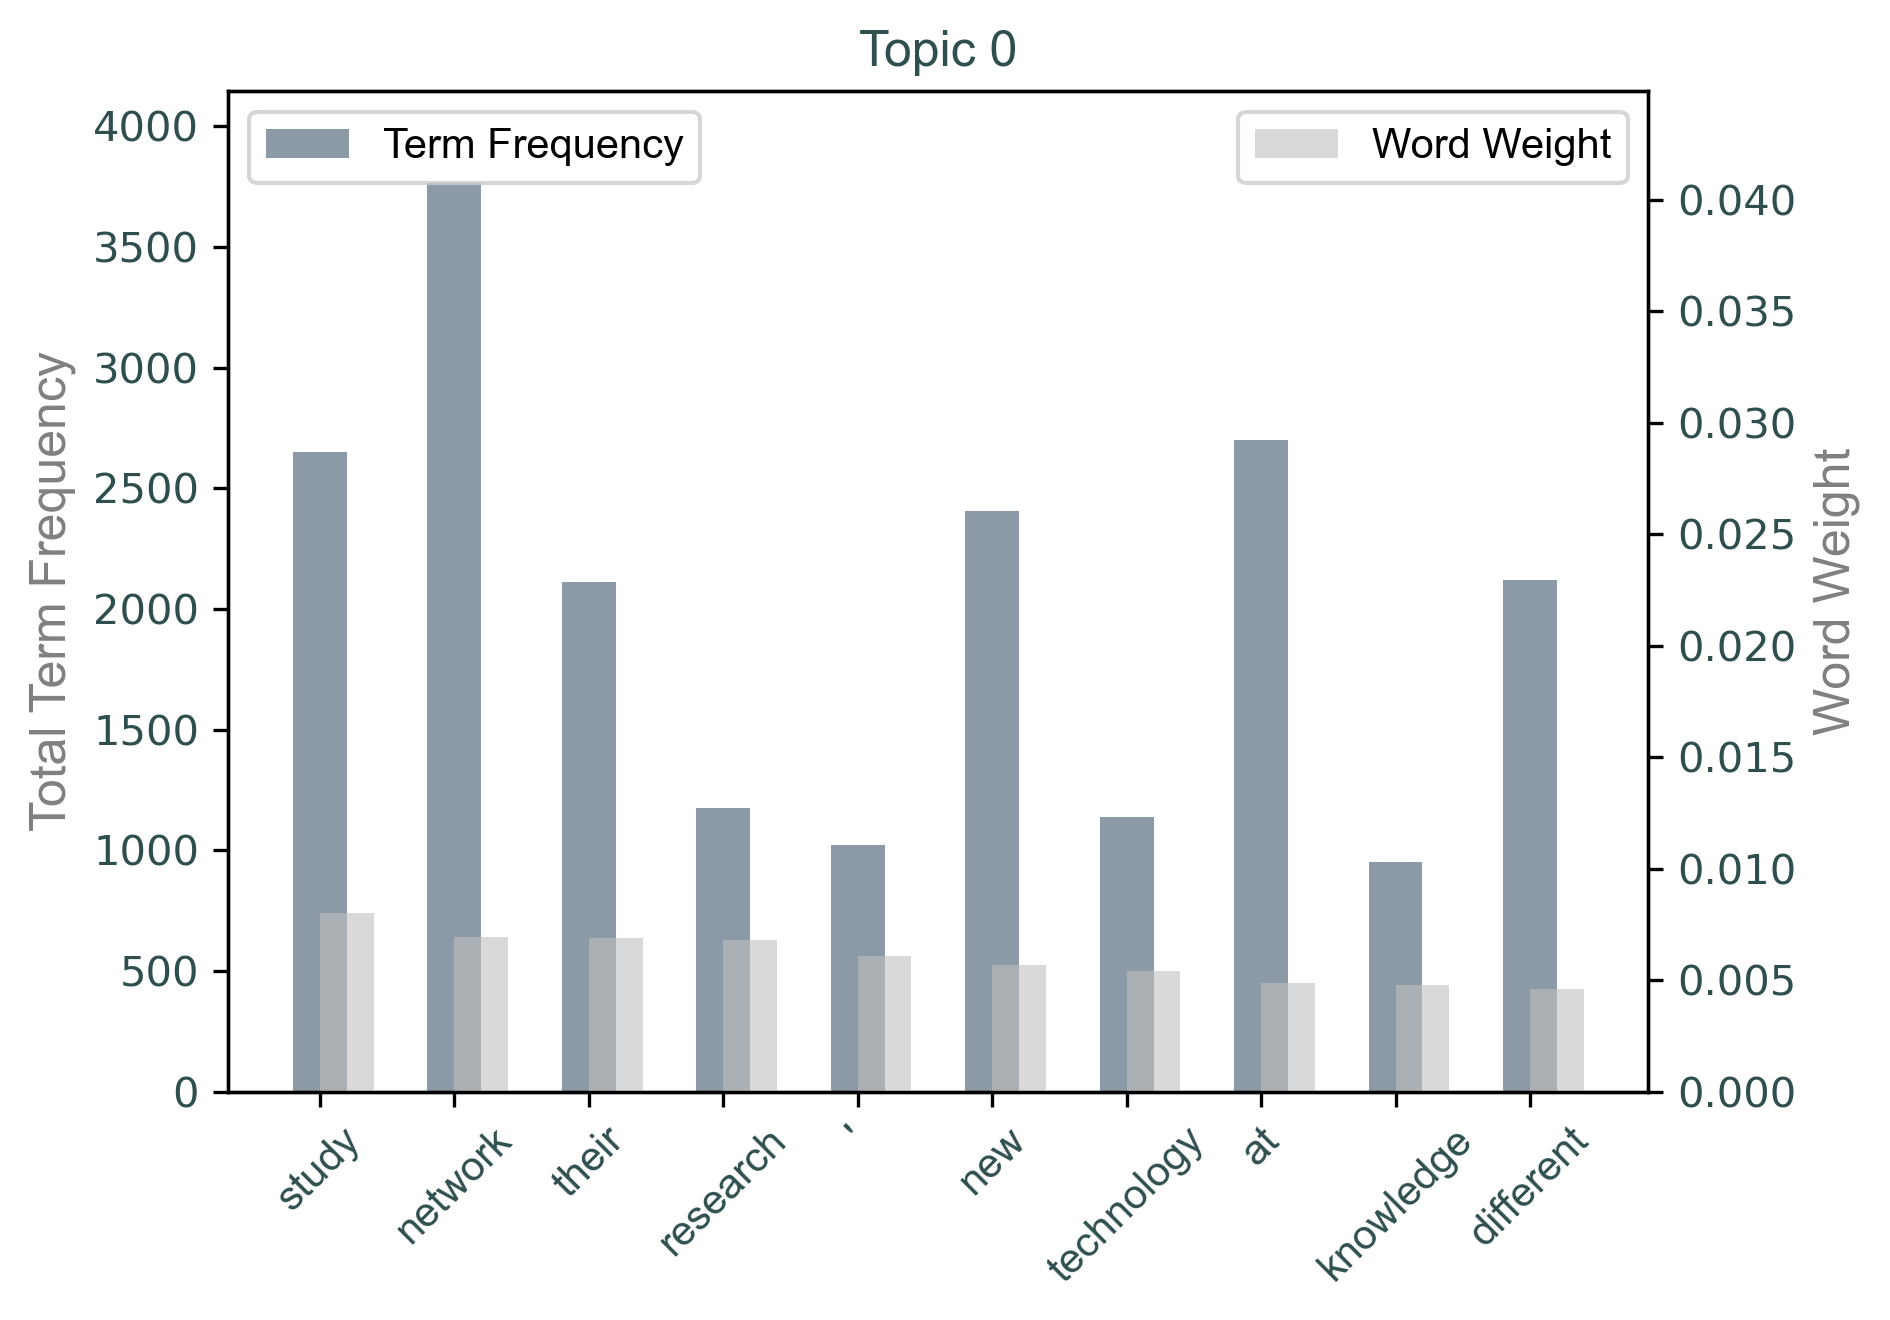 Topic 0
Term Frequency
Word Weight
4000
3500
3000
2500
2000
1500
1000
500
0
Total Term Frequency
0.040
0.035
0.030
0.025
0.020
0.015
0.010
0.005
0.000
Word Weight
study
network
their
research
'
new
technology
at
knowledge
different